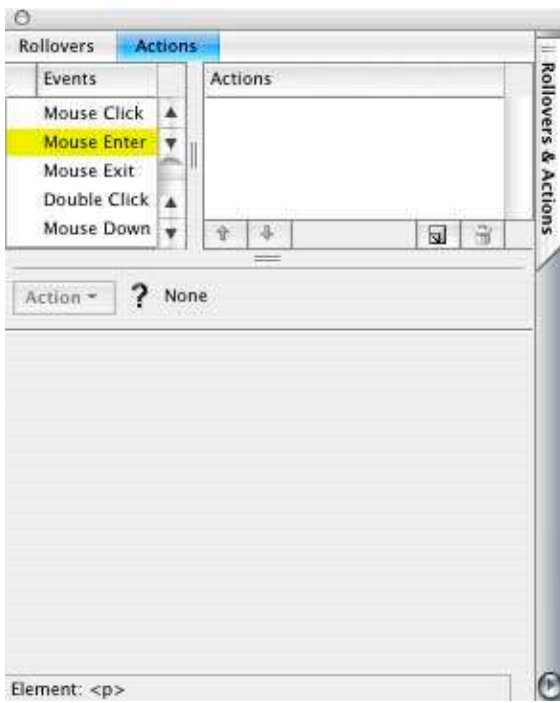 Rollovers Actions
Events Actions
Mouse Click
Mouse Enter
Mouse Exit
Double Click
Mouse Down
Action ? None
Element: <p>
Rollovers & Actions